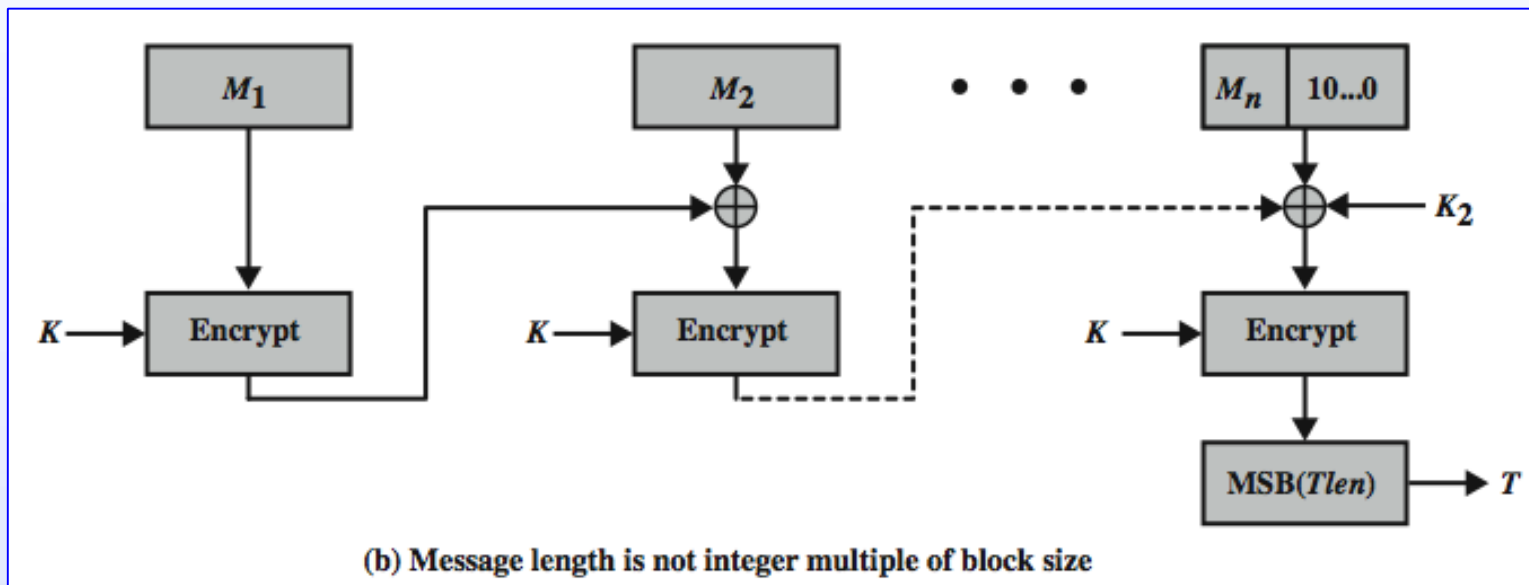 M1
M2
Mn 10...0
K2
K Encrypt
K Encrypt
K Encrypt
MSB(Tlen) T
(b) Message length is not integer multiple of block size